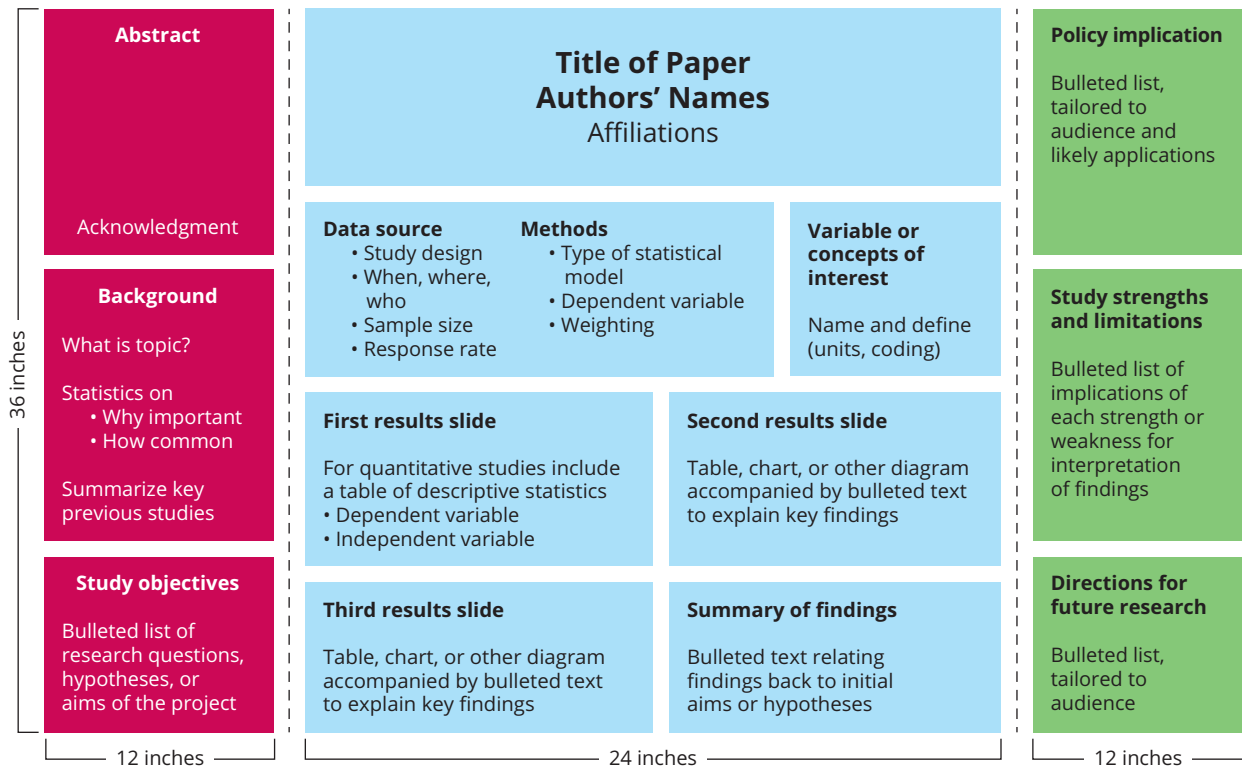 36 inches
Abstract
Acknowledgment
Background
What is topic?
Statistics on
• Why important
• How common
Summarize key
previous studies
Study objectives
Bulleted list of
research questions,
hypotheses, or
aims of the project
12 inches
Title of Paper
Authors’ Names
Affiliations
Data source
• Study design
• When, where,
who
• Sample size
• Response rate
Methods
• Type of statistical
model
• Dependent variable
• Weighting
Variable or
concepts of
interest
Name and define
(units, coding)
First results slide
For quantitative studies include
a table of descriptive statistics
• Dependent variable
• Independent variable
Second results slide
Table, chart, or other diagram
accompanied by bulleted text
to explain key findings
Third results slide
Table, chart, or other diagram
accompanied by bulleted text
to explain key findings
Summary of findings
Bulleted text relating
findings back to initial
aims or hypotheses
24 inches
Policy implication
Bulleted list,
tailored to
audience and
likely applications
Study strengths
and limitations
Bulleted list of
implications of
each strength or
weakness for
interpretation
of findings
Directions for
future research
Bulleted list,
tailored to
audience
12 inches